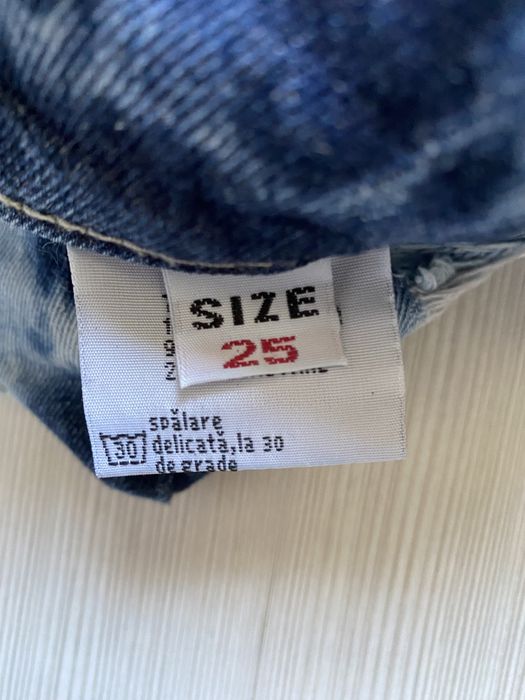 SIZE
25
spălare
30 delicată,la 30
de grade